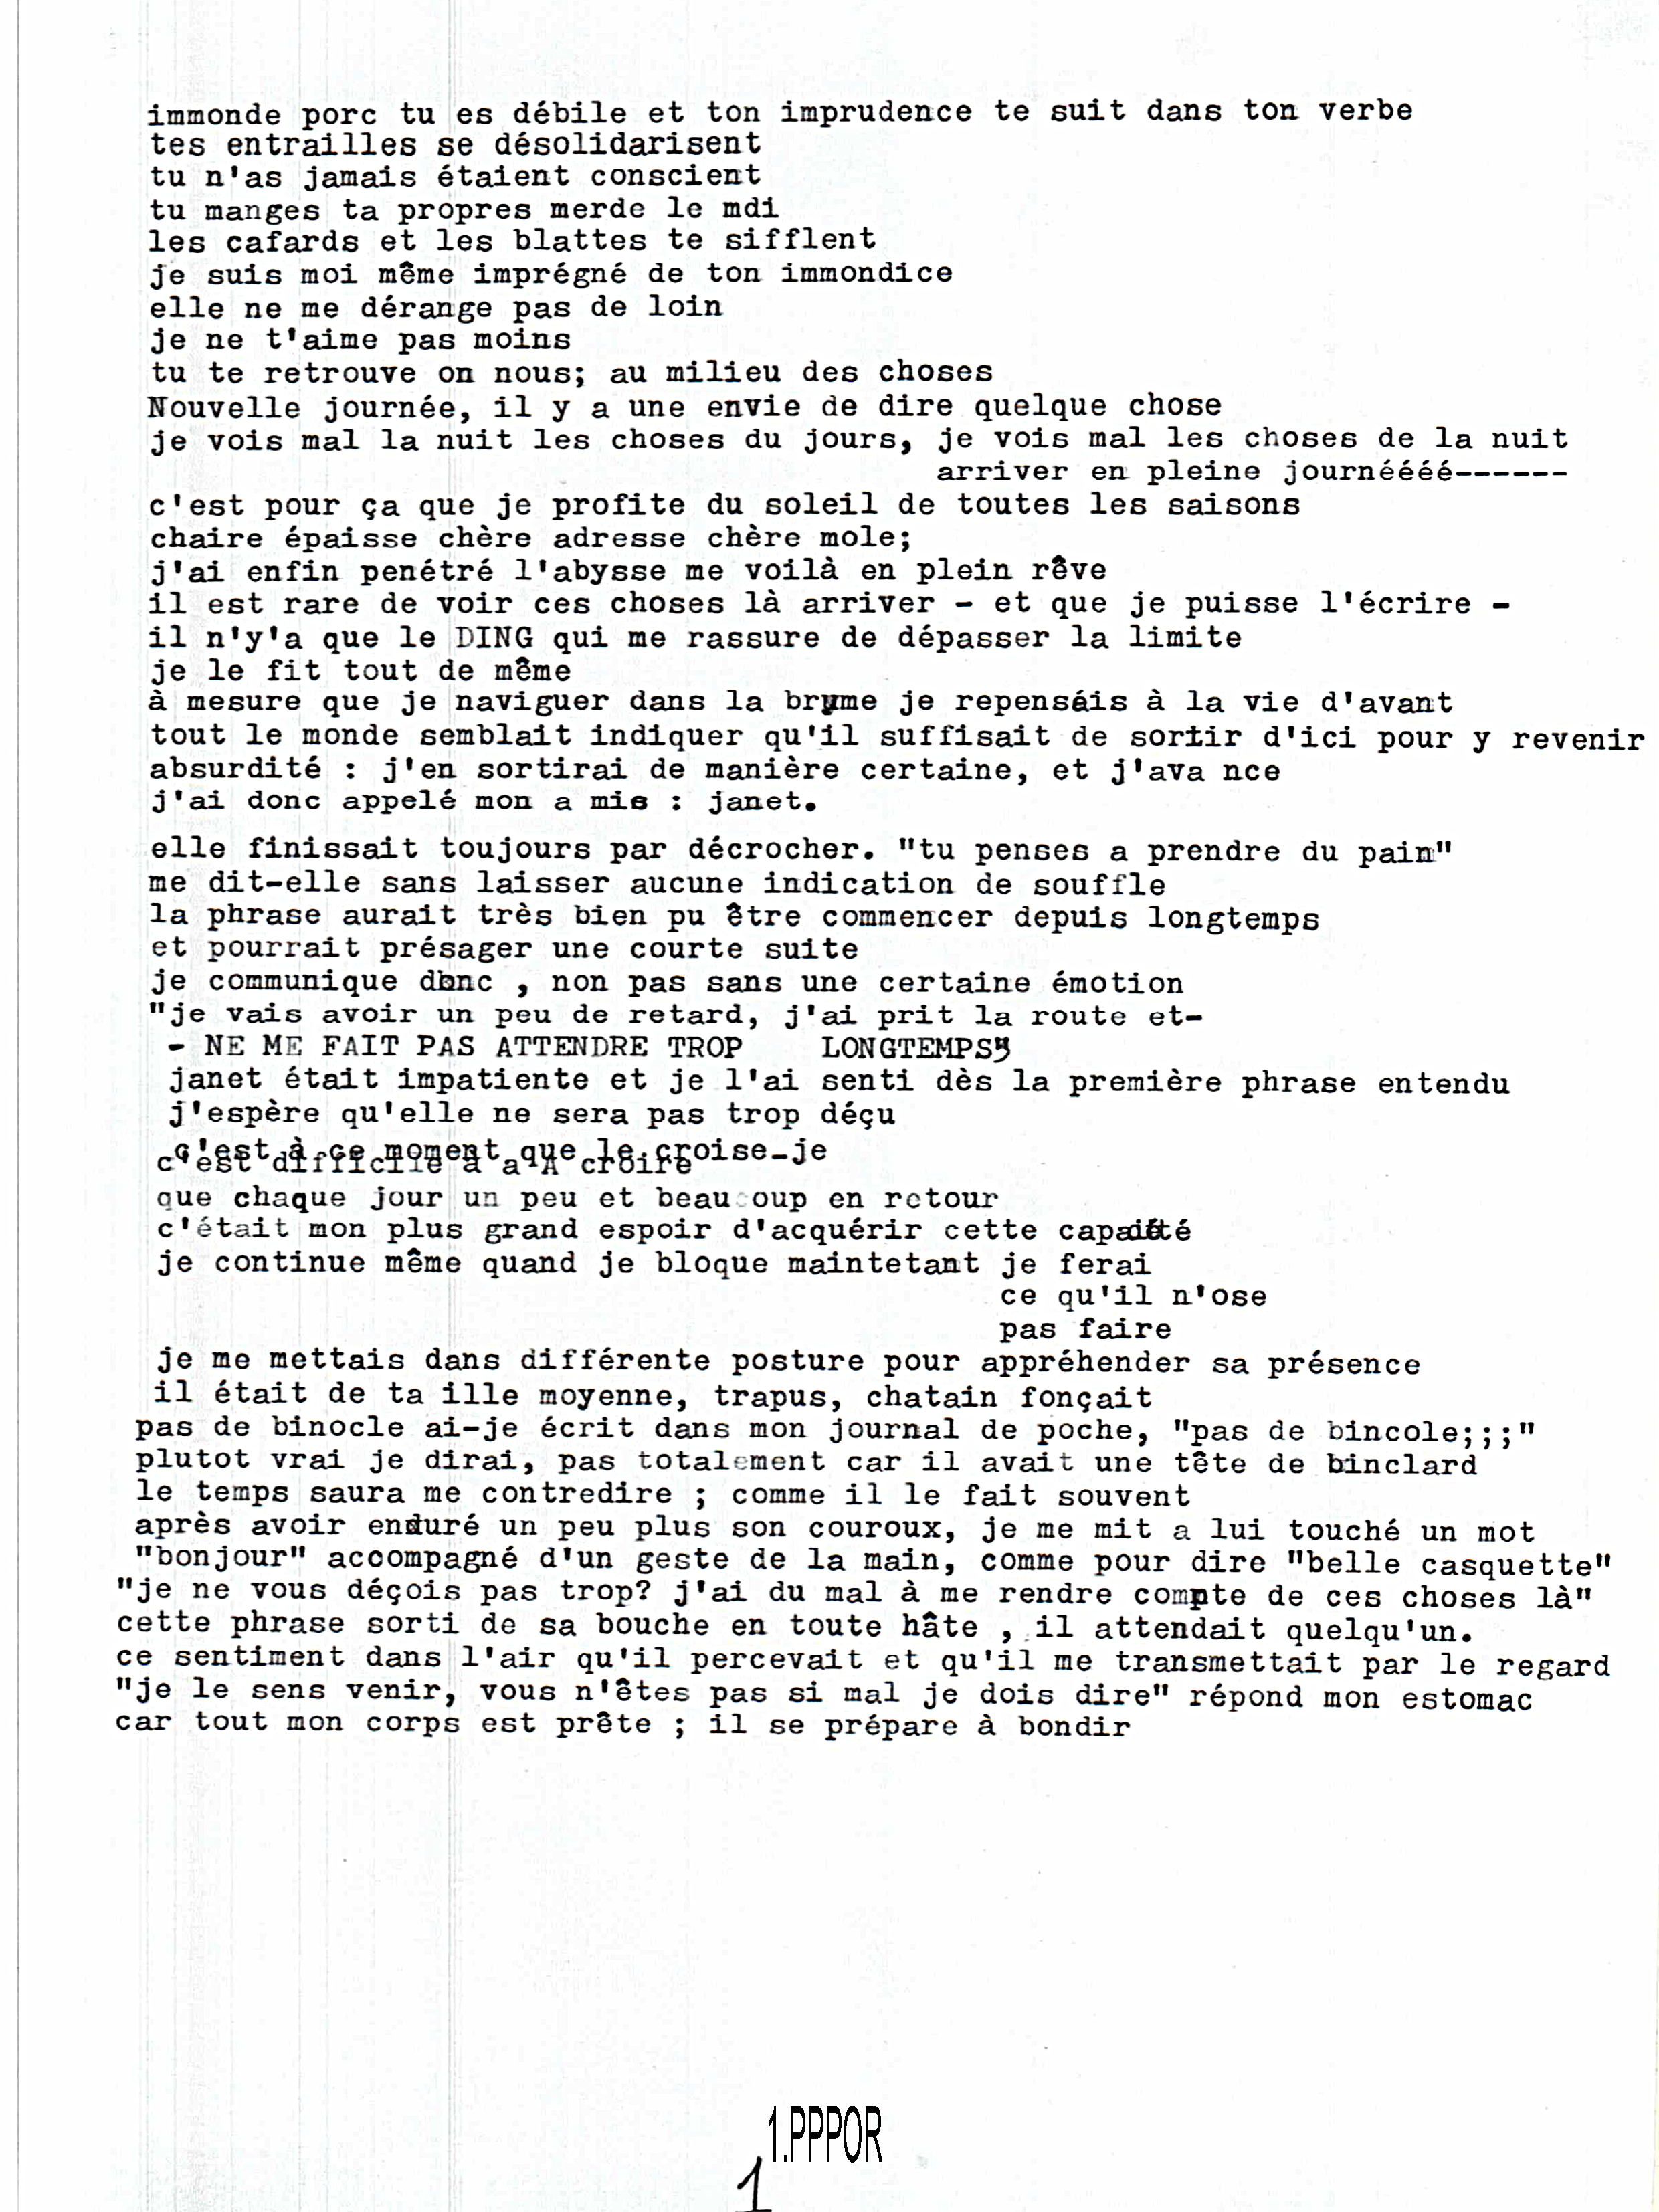 immonde porc tu es débile et ton imprudence te suit dans ton verbe
tes entrailles se désolidarisent
tu n'as jamais étaient conscient
tu manges ta propres merde le mdi
les cafards et les blattes te sifflent
je suis moi même imprégné de ton immondice
elle ne me dérange pas de loin
je ne t'aime pas moins
tu te retrouve on nous; au milieu des choses
Nouvelle journée, il y a une envie de dire quelque chose
je vois mal la nuit les choses du jours, je vois mal les choses de la nuit
arriver en pleine journéééé------
c'est pour ça que je profite du soleil de toutes les saisons
chaire épaisse chère adresse chère mole;
j'ai enfin penétré l'abysse me voilà en plein rêve
il est rare de voir ces choses là arriver - et que je puisse l'écrire -
il n'y'a que le DING qui me rassure de dépasser la limite
je le fit tout de même
à mesure que je naviguer dans la brume je repensais à la vie d'avant
tout le monde semblait indiquer qu'il suffisait de sortir d'ici pour y revenir
absurdité : j'en sortirai de manière certaine, et j'ava nce
j'ai donc appelé mon a mis : janet.
elle finissait toujours par décrocher. "tu penses a prendre du pain"
me dit-elle sans laisser aucune indication de souffle
la phrase aurait très bien pu être commencer depuis longtemps
et pourrait présager une courte suite
je communique donc , non pas sans une certaine émotion
"je vais avoir un peu de retard, j'ai prit la route et-
- NE ME FAIT PAS ATTENDRE TROP LONGTEMPS"
janet était impatiente et je l'ai senti dès la première phrase entendu
j'espère qu'elle ne sera pas trop déçu
c'est à ce moment que le croise-je
c'est difficile à croire
que chaque jour un peu et beaucoup en retour
c'était mon plus grand espoir d'acquérir cette capacité
je continue même quand je bloque maintetant je ferai
ce qu'il n'ose
pas faire
je me mettais dans différente posture pour appréhender sa présence
il était de ta ille moyenne, trapus, chatain fonçait
pas de binocle ai-je écrit dans mon journal de poche, "pas de bincole;;;"
plutot vrai je dirai, pas totalement car il avait une tête de binclard
le temps saura me contredire ; comme il le fait souvent
après avoir enduré un peu plus son couroux, je me mit a lui touché un mot
"bonjour" accompagné d'un geste de la main, comme pour dire "belle casquette"
"je ne vous déçois pas trop? j'ai du mal à me rendre compte de ces choses là"
cette phrase sorti de sa bouche en toute hâte , il attendait quelqu'un.
ce sentiment dans l'air qu'il percevait et qu'il me transmettait par le regard
"je le sens venir, vous n'êtes pas si mal je dois dire" répond mon estomac
car tout mon corps est prête ; il se prépare à bondir
1.PPPOR
1